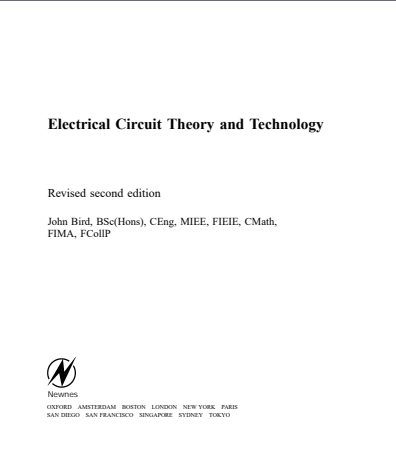 Electrical Circuit Theory and Technology
Revised second edition
John Bird, BSc(Hons), CEng, MIEE, FIEIE, CMath,
FIMA, FCollP
Newnes
OXFORD AMSTERDAM BOSTON LONDON NEW YORK PARIS
SAN DIEGO SAN FRANCISCO SINGAPORE SYDNEY TOKYO